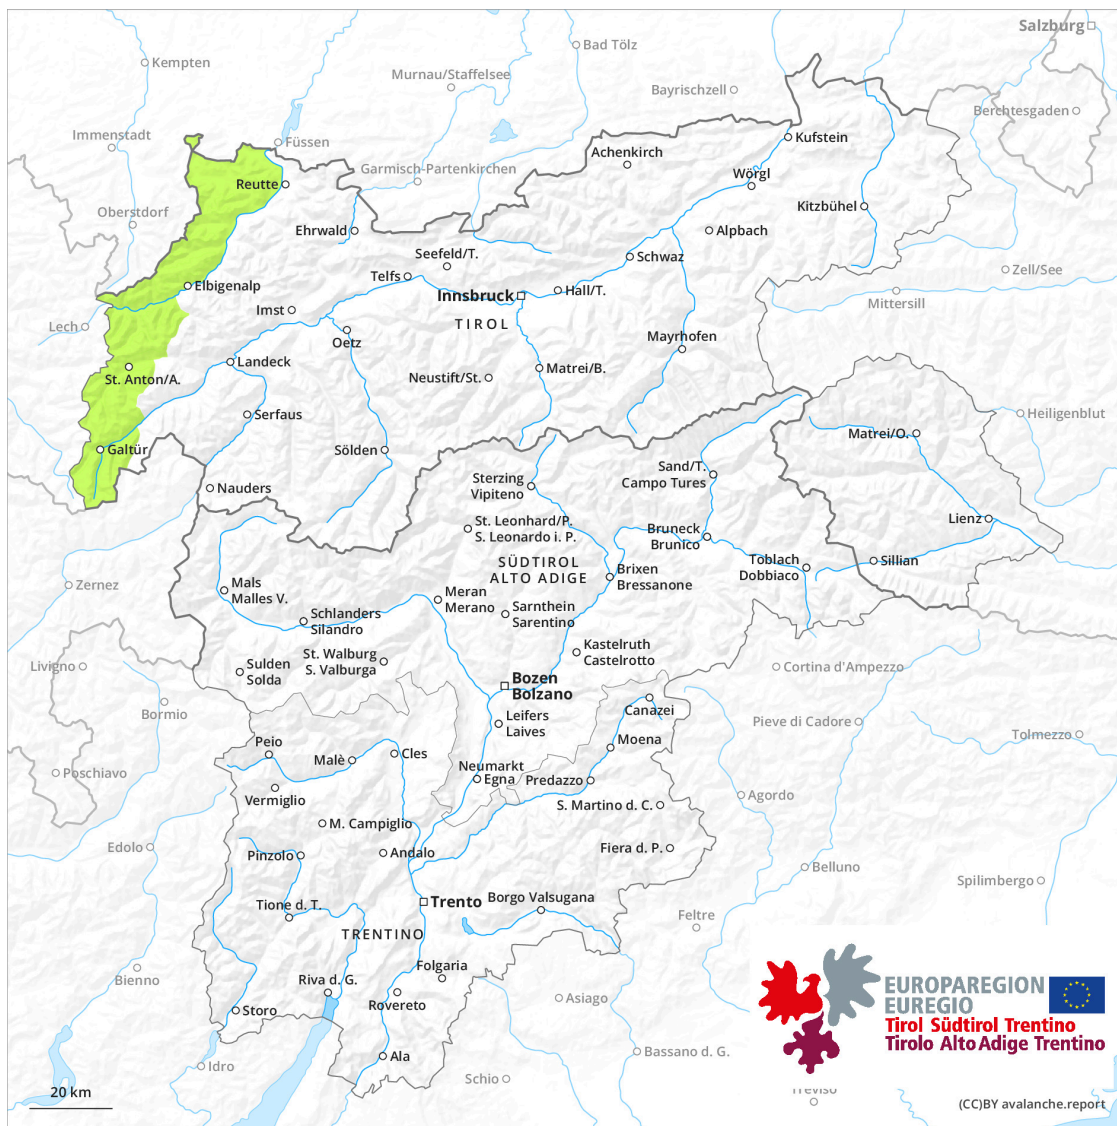 Salzburg
Bad Tölz
Kempten
Murnau/Staffelsee
Bayrischzell
Berchtesgaden
Immenstadt
Füssen
Kufstein
Achenkirch
Garmisch-Partenkirchen
Wörgl
Reutte
Kitzbühel
Oberstdorf
Ehrwald
Alpbach
Seefeld/T.
Schwaz
Zell/See
Telfs
Elbigenalp
Innsbruck
Hall/T.
Mittersill
Imst
TIROL
Lech
Oetz
Mayrhofen
Landeck
Matrei/B.
St. Anton/A.
Neustift/St.
Serfaus
Heiligenblut
Matrei/O.
Galtür
Sölden
Sand/T.
Campo Tures
Sterzing
Vipiteno
Nauders
Lienz
St. Leonhard/P.
S. Leonardo i. P.
Bruneck
Brunico
SÜDTIROL
ALTO ADIGE
Toblach
Dobbiaco
Sillian
Brixen
Bressanone
Zernez
Mals
Malles V.
Meran
Merano
Sarnthein
Sarentino
Schlanders
Silandro
Kastelruth
Castelrotto
St. Walburg
S. Valburga
Livigno
Sulden
Solda
Cortina d'Ampezzo
Bozen
Bolzano
Bormio
Canazei
Leifers
Laives
Pieve di Cadore
Tolmezzo
Moena
Peio
Malè
Cles
Neumarkt
Egna
Predazzo
Poschiavo
Vermiglio
Agordo
S. Martino d. C.
M. Campiglio
Edolo
Pinzolo
Andalo
Fiera d. P.
Belluno
Spilimbergo
Trento
Borgo Valsugana
Tione d. T.
Feltre
TRENTINO
Folgaria
Bienno
Riva d. G.
EUROPAREGION
EUREGIO
Tirol Südtirol Trentino
Tirolo Alto Adige Trentino
Rovereto
Asiago
Storo
Ala
Bassano d. G.
Idro
Schio
Treviso
20 km
(CC)BY avalanche.report